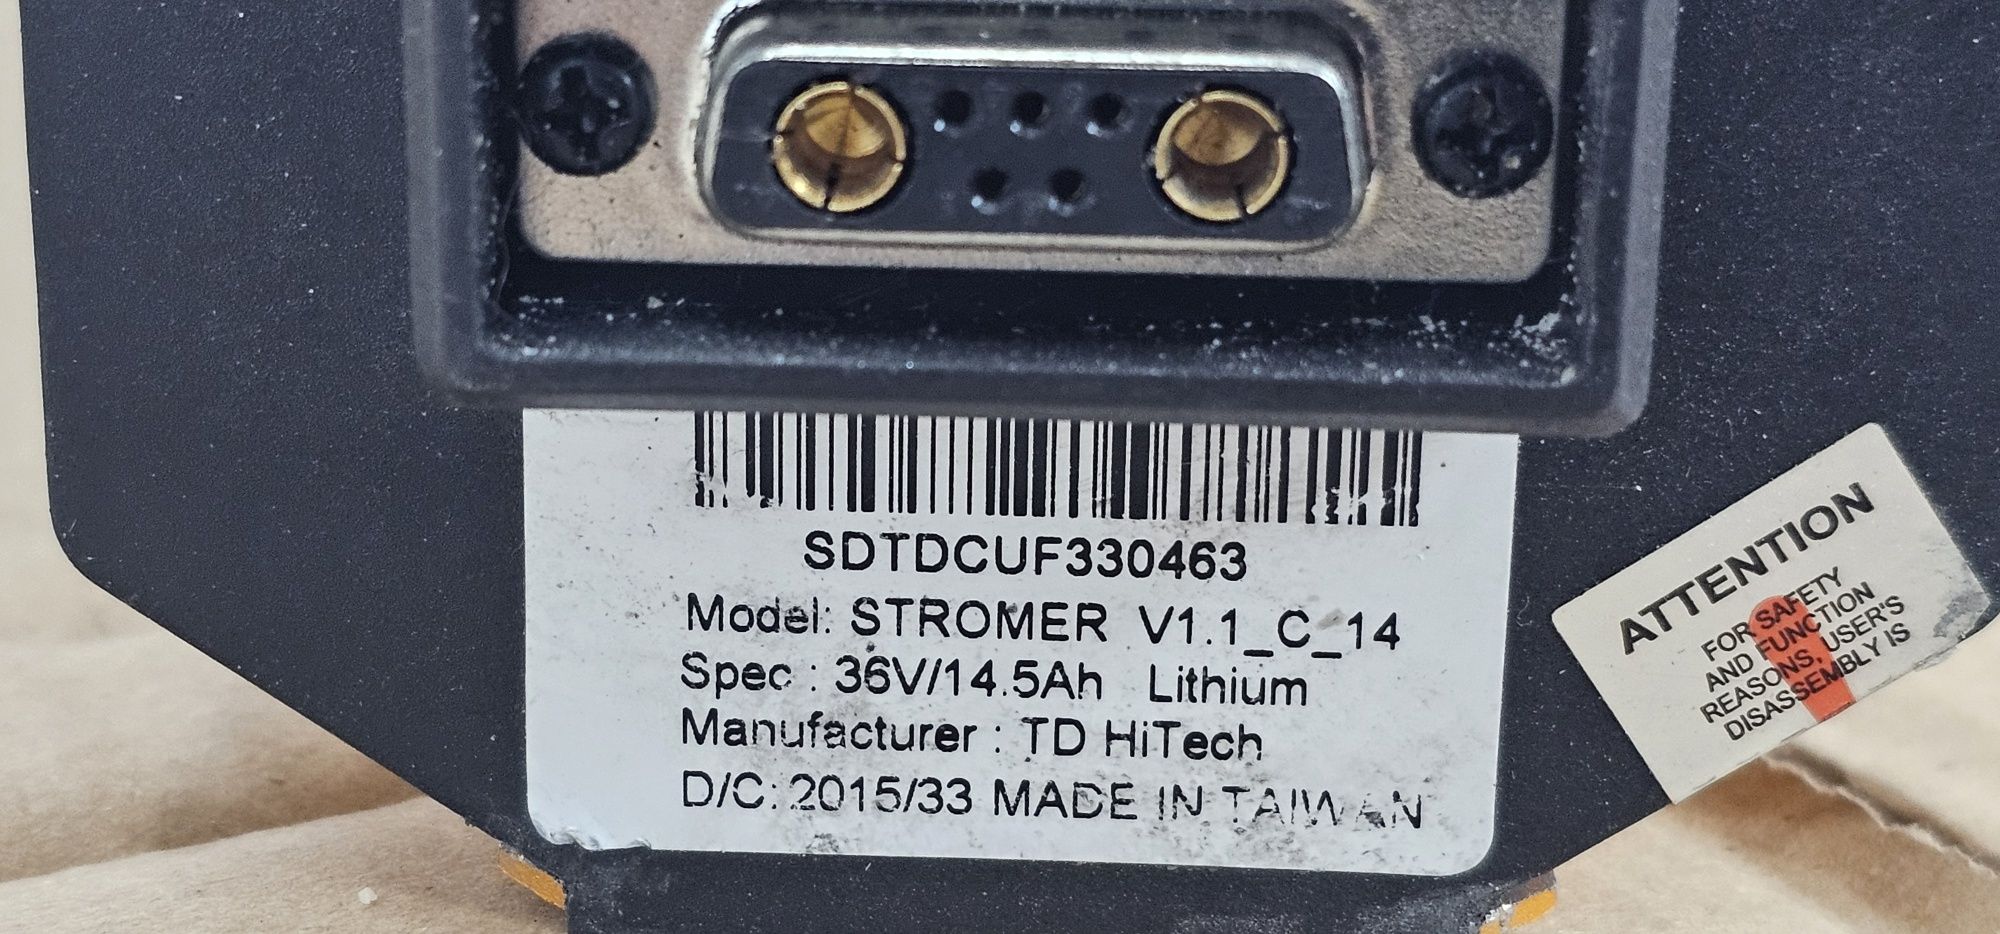 SDTDCUF330463
Model: STROMER V1.1_C_14
Spec : 36V/14.5Ah Lithium
Manufacturer : TD HiTech
D/C: 2015/33 MADE IN TAIWAN
ATTENTION
FOR SAFETY
AND FUNCTION
REASONS, USER'S
DISASSEMBLY IS